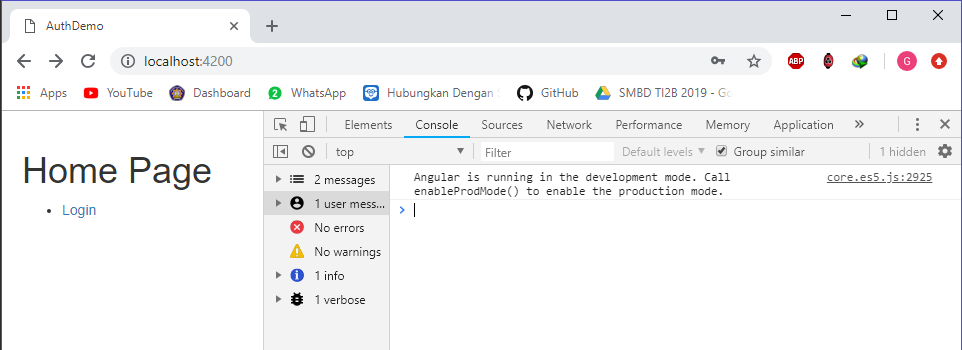 AuthDemo
localhost:4200
ABP
G
Apps
YouTube
Dashboard
2
WhatsApp
Hubungkan Dengan
GitHub
SMBD TI2B 2019 - Go
Home Page
Login
Elements
Console
Sources
Network
Performance
Memory
Application
top
Filter
Default levels
Group similar
1 hidden
2 messages
1 user mess...
No errors
No warnings
1 info
1 verbose
Angular is running in the development mode. Call
enableProdMode() to enable the production mode.
core.es5.js:2925